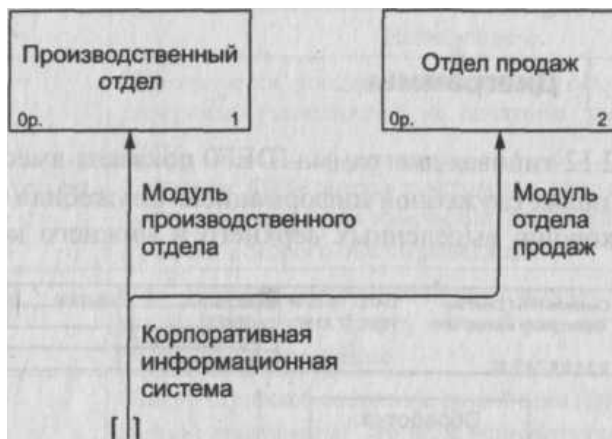 Производственный
отдел
0р.
1
Отдел продаж
0р.
2
Модуль
производственного
отдела
Модуль
отдела
продаж
Корпоративная
информационная
система